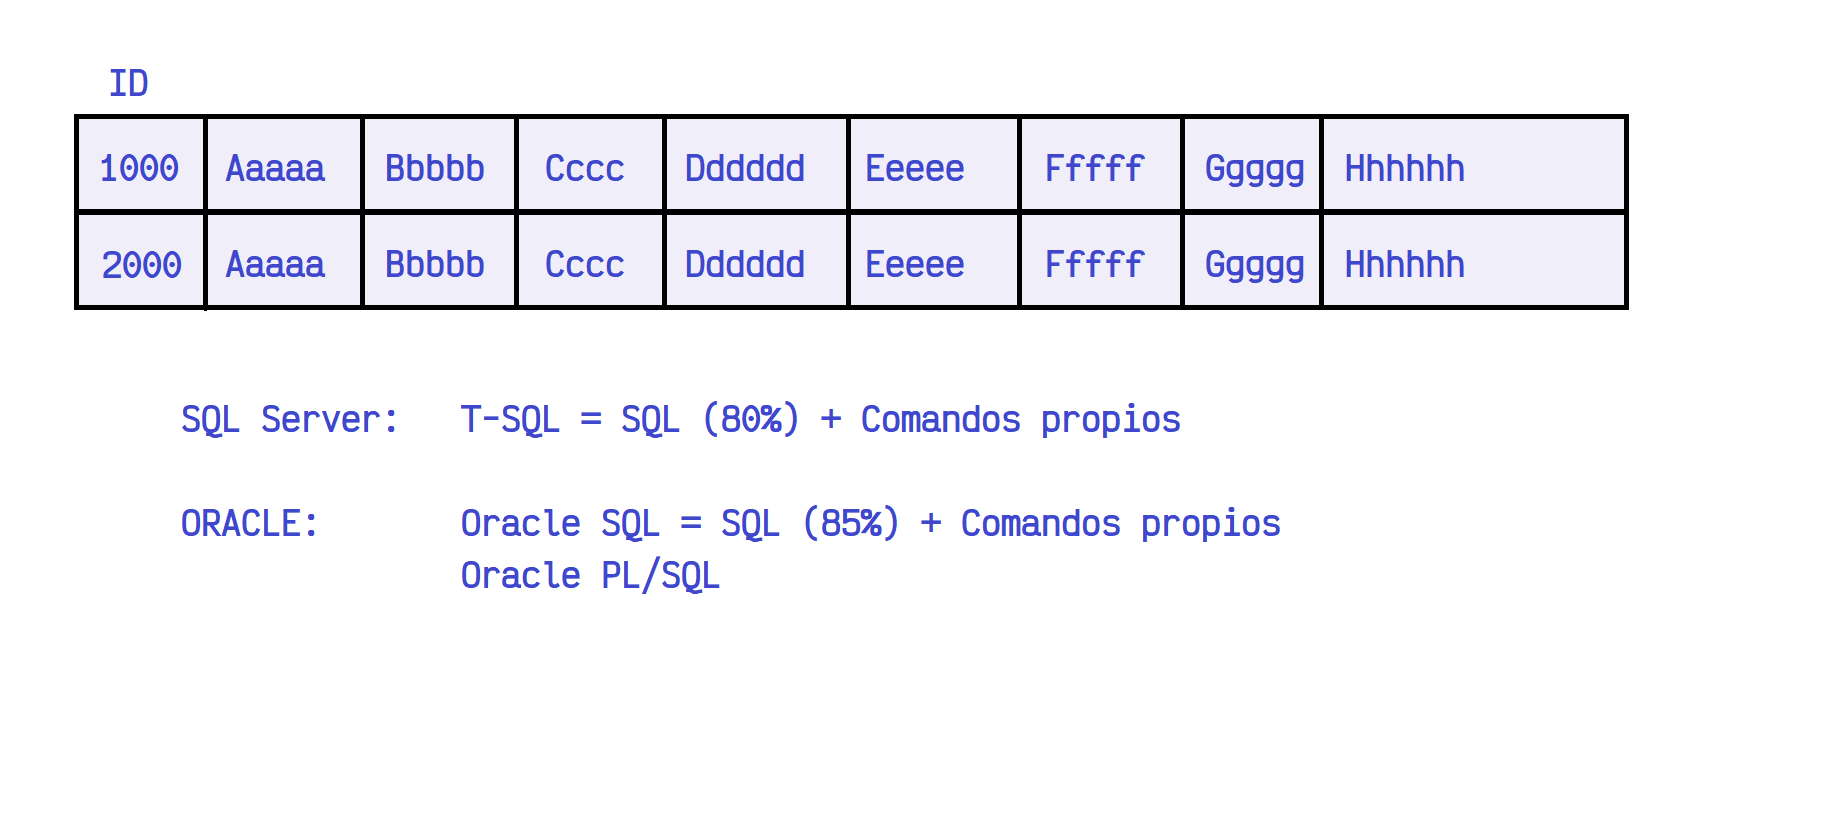 ID
1000 Aaaaa Bbbbb Cccc Dddddd Eeeee Fffff Ggggg Hhhhhh
2000 Aaaaa Bbbbb Cccc Dddddd Eeeee Fffff Ggggg Hhhhhh
SQL Server: T-SQL = SQL (80%) + Comandos propios
ORACLE: Oracle SQL = SQL (85%) + Comandos propios
Oracle PL/SQL